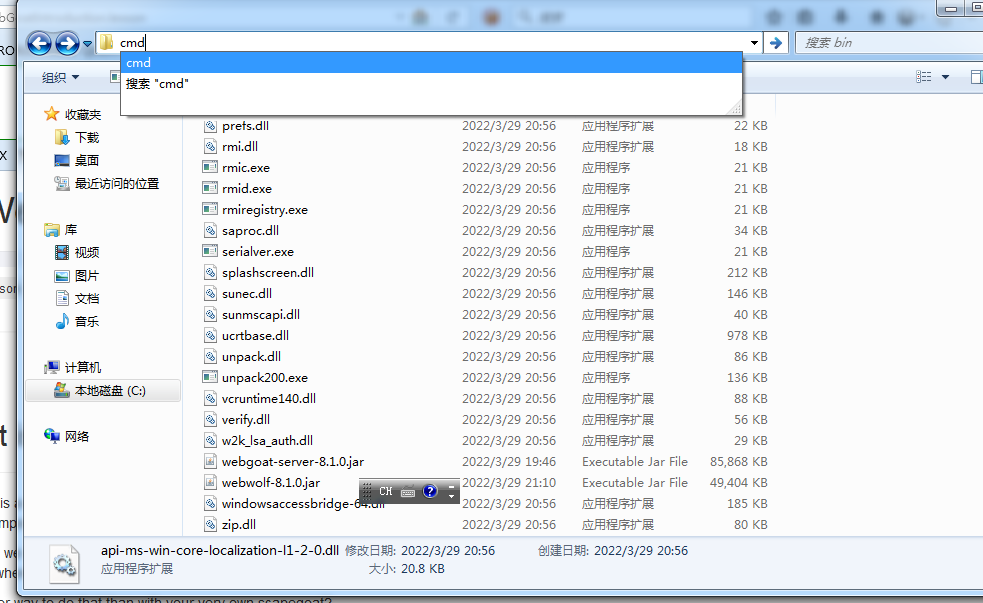 cmd
搜索 bin
cmd
搜索 "cmd"
组织
收藏夹
下载
桌面
最近访问的位置
库
视频
图片
文档
音乐
计算机
本地磁盘 (C:)
网络
prefs.dll 2022/3/29 20:56 应用程序扩展 22 KB
rmi.dll 2022/3/29 20:56 应用程序扩展 18 KB
rmic.exe 2022/3/29 20:56 应用程序 21 KB
rmid.exe 2022/3/29 20:56 应用程序 21 KB
rmiregistry.exe 2022/3/29 20:56 应用程序 21 KB
saproc.dll 2022/3/29 20:56 应用程序扩展 34 KB
serialver.exe 2022/3/29 20:56 应用程序 21 KB
splashscreen.dll 2022/3/29 20:56 应用程序扩展 212 KB
sunec.dll 2022/3/29 20:56 应用程序扩展 146 KB
sunmscapi.dll 2022/3/29 20:56 应用程序扩展 40 KB
ucrtbase.dll 2022/3/29 20:56 应用程序扩展 978 KB
unpack.dll 2022/3/29 20:56 应用程序扩展 86 KB
unpack200.exe 2022/3/29 20:56 应用程序 136 KB
vcruntime140.dll 2022/3/29 20:56 应用程序扩展 88 KB
verify.dll 2022/3/29 20:56 应用程序扩展 56 KB
w2k_lsa_auth.dll 2022/3/29 20:56 应用程序扩展 29 KB
webgoat-server-8.1.0.jar 2022/3/29 19:46 Executable Jar File 85,868 KB
webwolf-8.1.0.jar 2022/3/29 21:10 Executable Jar File 49,404 KB
CH
windowsaccessbridge-64.dll 2022/3/29 20:56 应用程序扩展 185 KB
zip.dll 2022/3/29 20:56 应用程序扩展 80 KB
api-ms-win-core-localization-l1-2-0.dll 修改日期: 2022/3/29 20:56 创建日期: 2022/3/29 20:56
应用程序扩展 大小: 20.8 KB